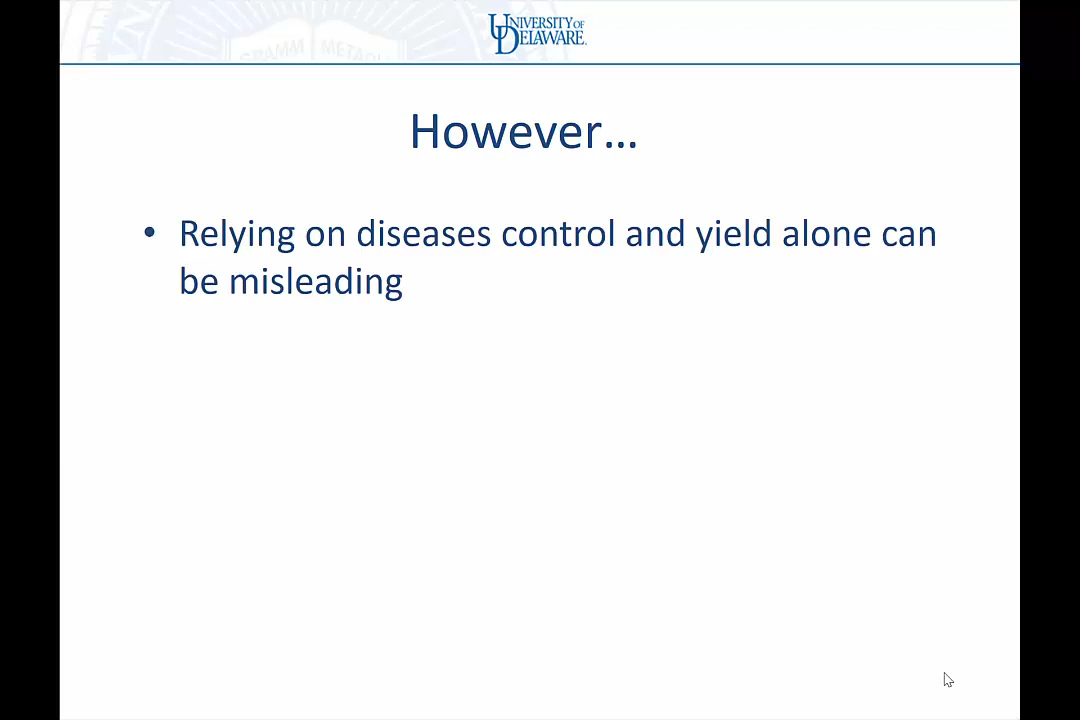 UNIVERSITY OF
DELAWARE.
However...
• Relying on diseases control and yield alone can
be misleading